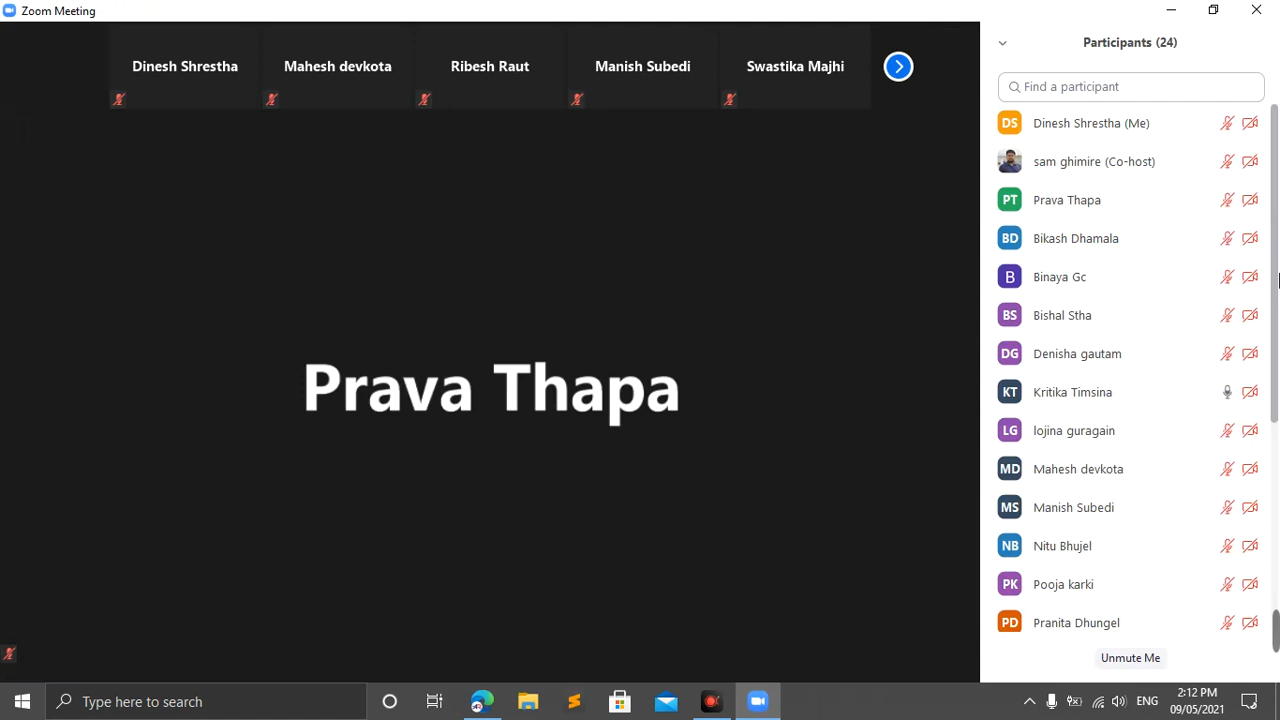 Zoom Meeting
Dinesh Shrestha
Mahesh devkota
Ribesh Raut
Manish Subedi
Swastika Majhi
Prava Thapa
Participants (24)
Find a participant
DS Dinesh Shrestha (Me)
sam ghimire (Co-host)
PT Prava Thapa
BD Bikash Dhamala
B Binaya Gc
BS Bishal Stha
DG Denisha gautam
KT Kritika Timsina
LG lojina guragain
MD Mahesh devkota
MS Manish Subedi
NB Nitu Bhujel
PK Pooja karki
PD Pranita Dhungel
Unmute Me
Type here to search
ENG
2:12 PM
09/05/2021